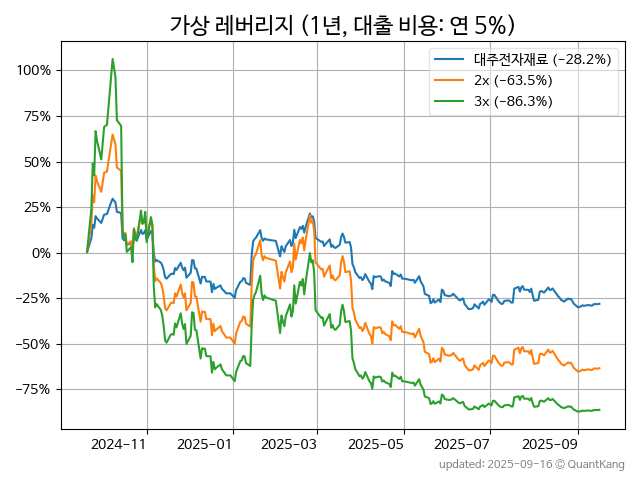 가상 레버리지 (1년, 대출 비용: 연 5%)
대주전자재료 (−28.2%)
2x (−63.5%)
3x (−86.3%)
100%
75%
50%
25%
0%
−25%
−50%
−75%
2024-11
2025-01
2025-03
2025-05
2025-07
2025-09
updated: 2025-09-16 © QuantKang